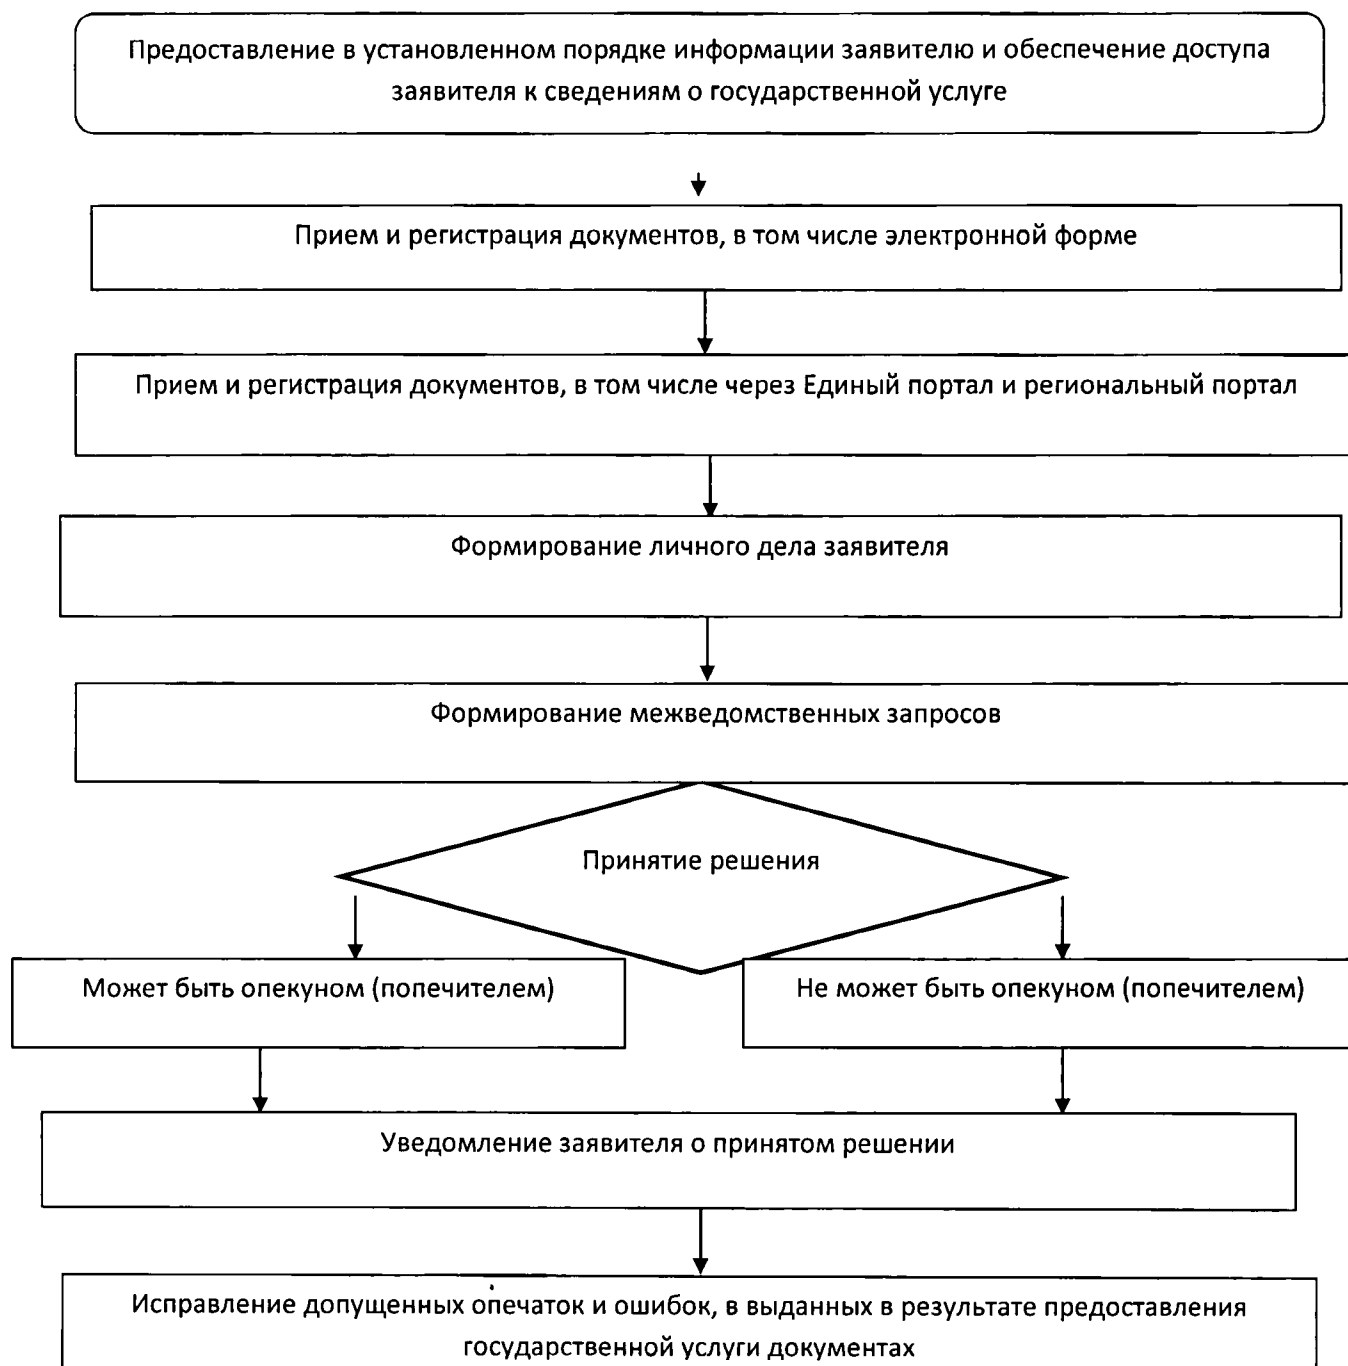 Предоставление в установленном порядке информации заявителю и обеспечение доступа
заявителя к сведениям о государственной услуге
Прием и регистрация документов, в том числе электронной форме
Прием и регистрация документов, в том числе через Единый портал и региональный портал
Формирование личного дела заявителя
Формирование межведомственных запросов
Принятие решения
Может быть опекуном (попечителем)
Не может быть опекуном (попечителем)
Уведомление заявителя о принятом решении
Исправление допущенных опечаток и ошибок, в выданных в результате предоставления
государственной услуги документах